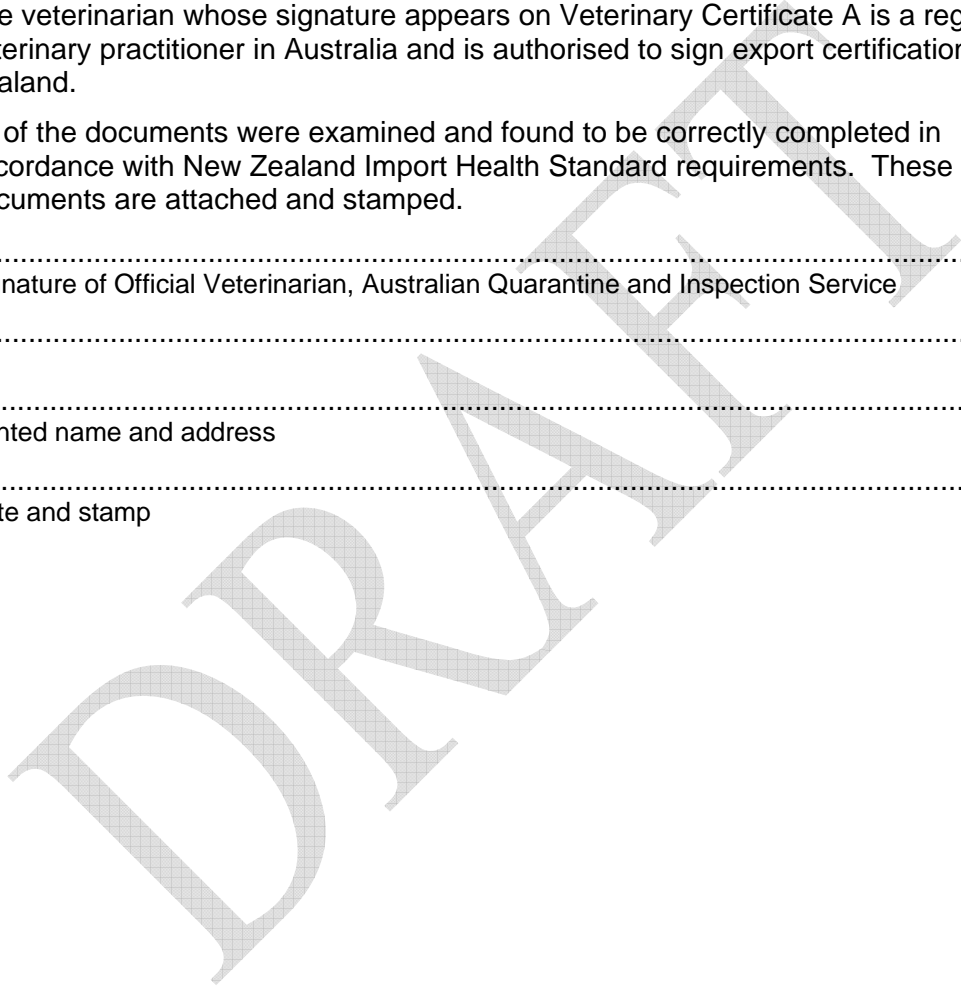 e veterinarian whose signature appears on Veterinary Certificate A is a reg
terinary practitioner in Australia and is authorised to sign export certification
aland.
of the documents were examined and found to be correctly completed in
cordance with New Zealand Import Health Standard requirements.  These
cuments are attached and stamped.
nature of Official Veterinarian, Australian Quarantine and Inspection Service
nted name and address
te and stamp
DRAFT